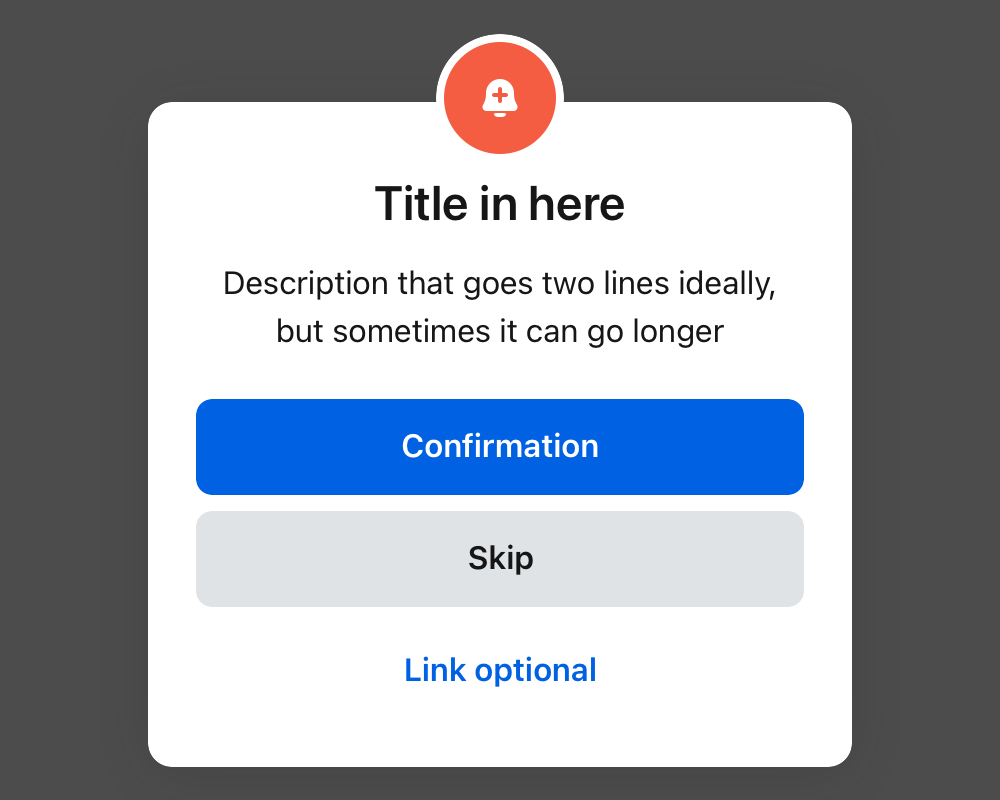 Title in here
Description that goes two lines ideally,
but sometimes it can go longer
Confirmation
Skip
Link optional